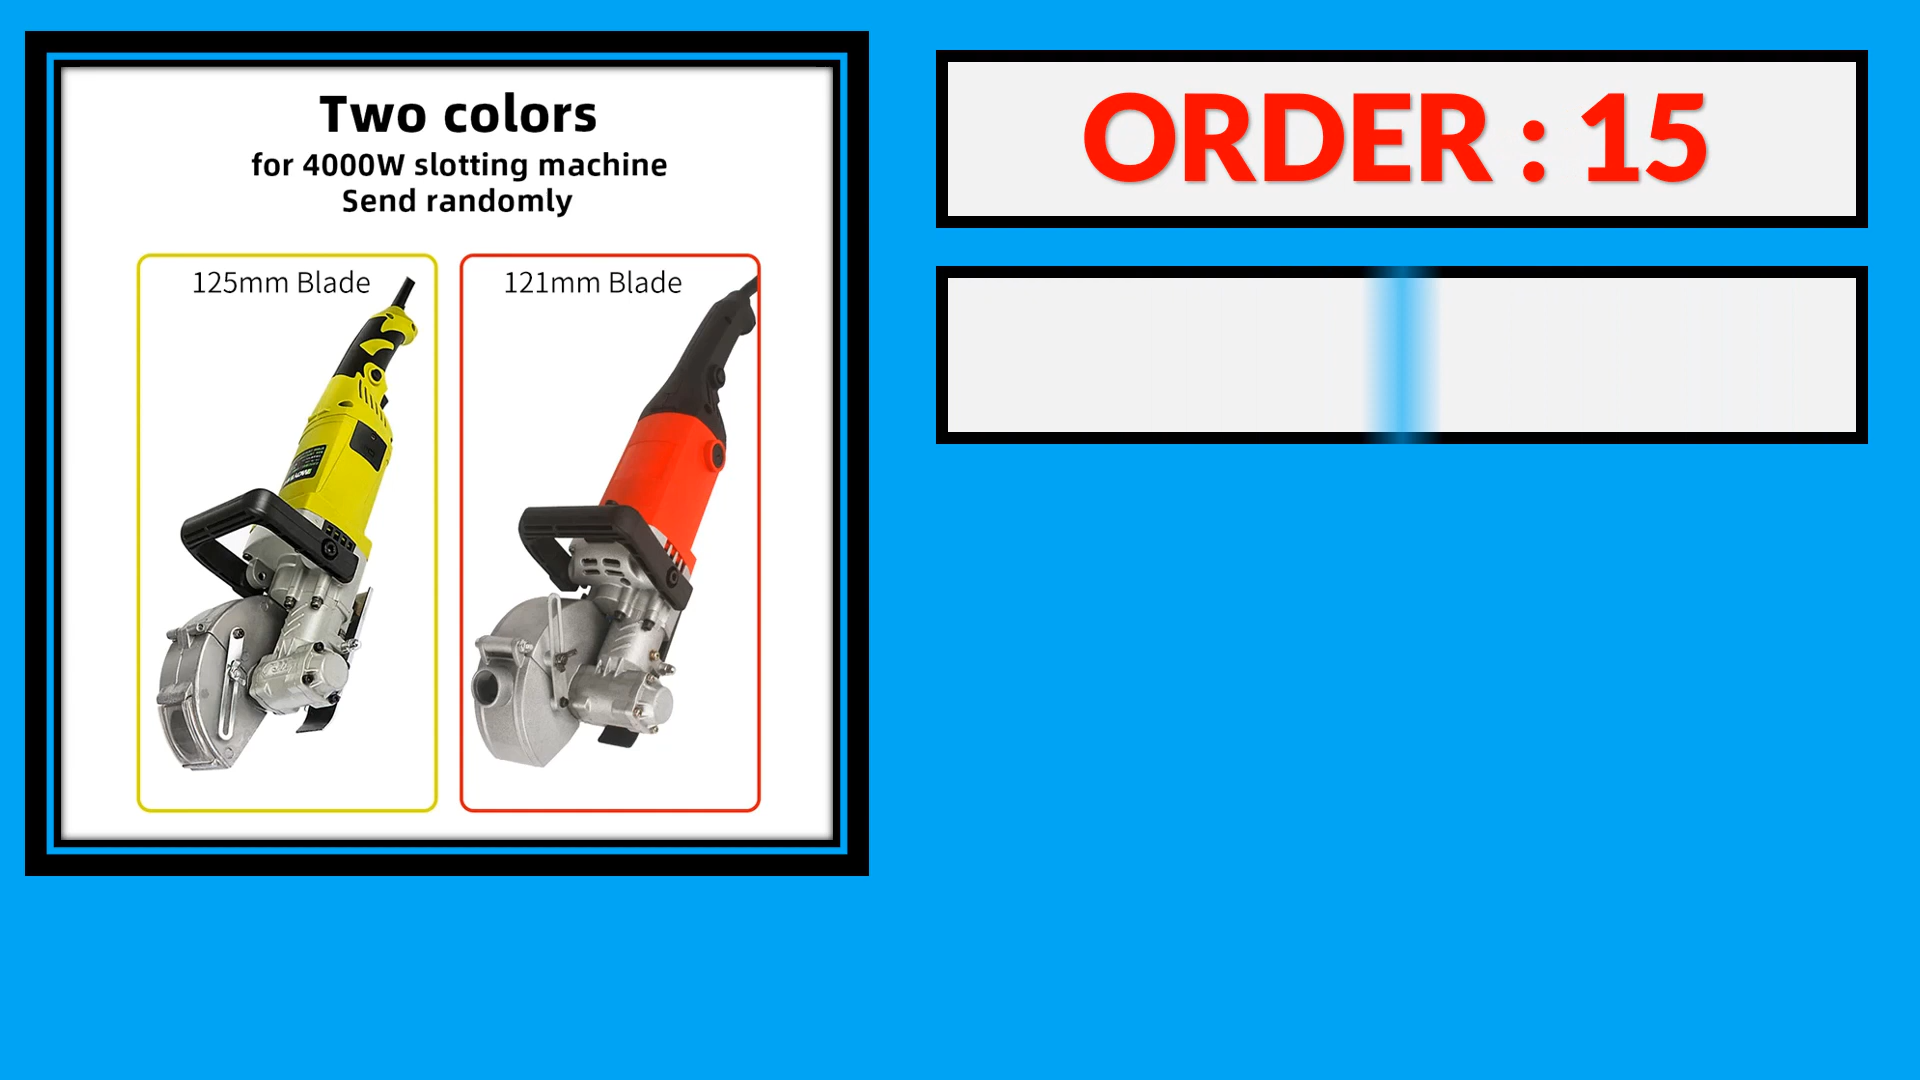 Two colors
for 4000W slotting machine
Send randomly
125mm Blade
121mm Blade
ORDER : 15